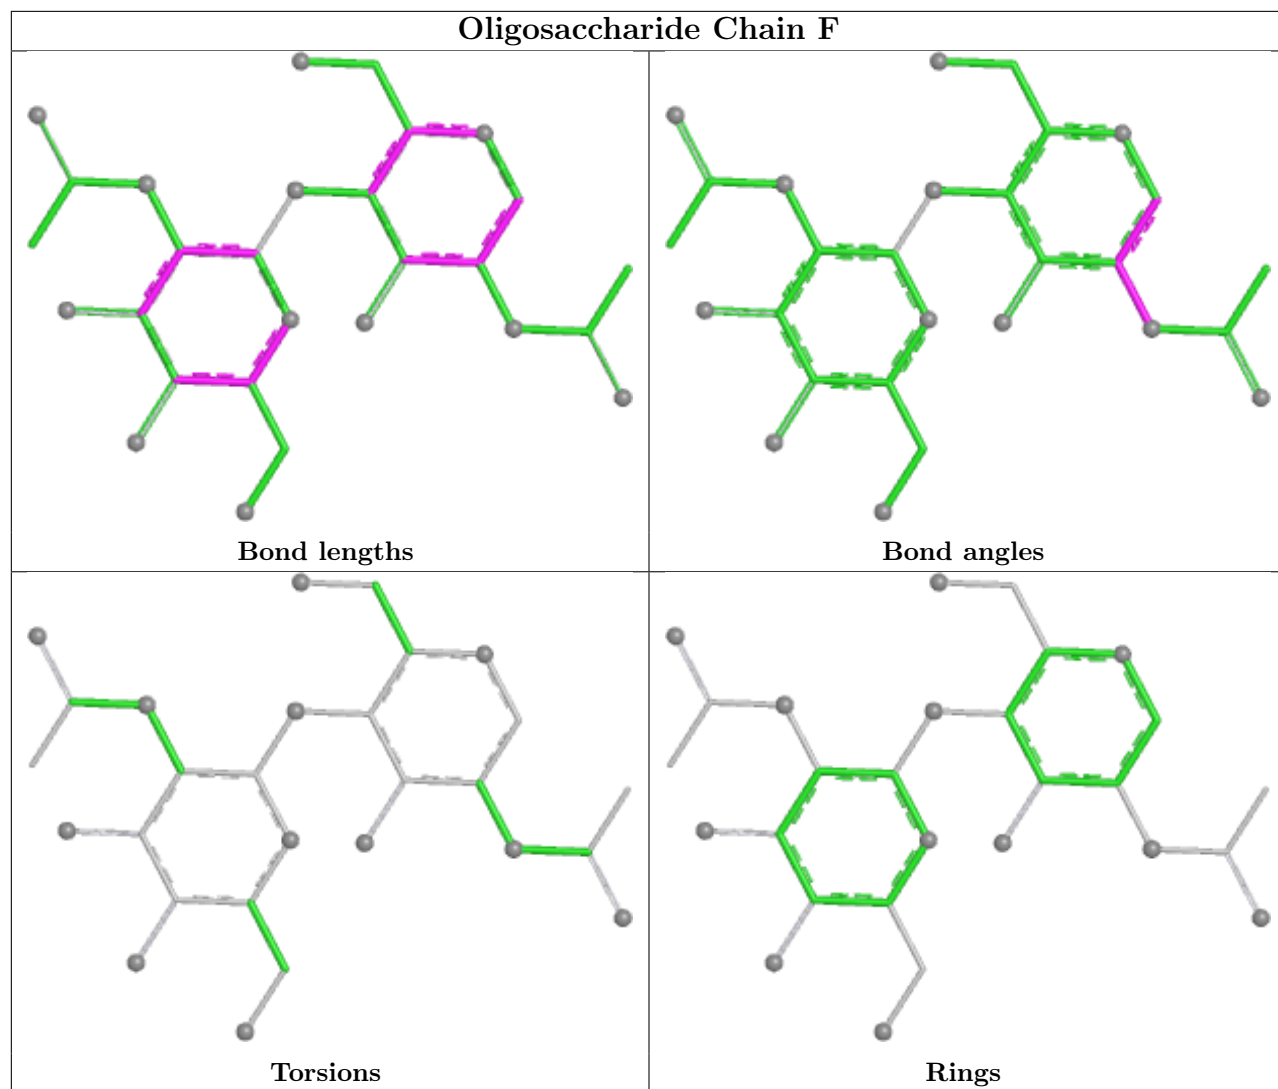 Oligosaccharide Chain F
Bond lengths
Bond angles
Torsions
Rings